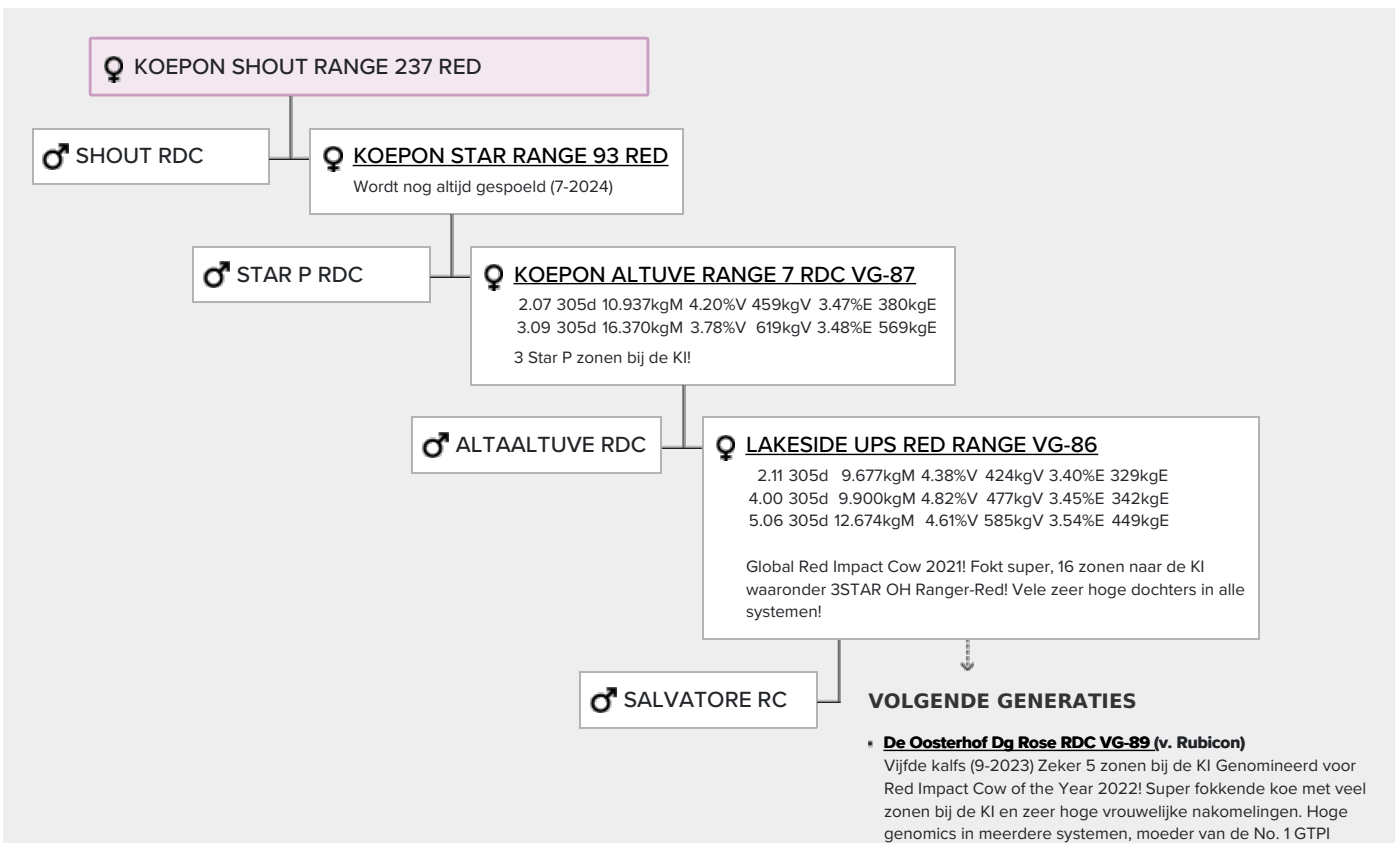 KOEPON SHOUT RANGE 237 RED
SHOUT RDC
KOEPON STAR RANGE 93 RED
Wordt nog altijd gespoeld (7-2024)
STAR P RDC
KOEPON ALTUVE RANGE 7 RDC VG-87
2.07 305d 10.937kgM 4.20%V 459kgV 3.47%E 380kgE
3.09 305d 16.370kgM 3.78%V 619kgV 3.48%E 569kgE
3 Star P zonen bij de KI!
ALTAALTUVE RDC
LAKESIDE UPS RED RANGE VG-86
2.11 305d 9.677kgM 4.38%V 424kgV 3.40%E 329kgE
4.00 305d 9.900kgM 4.82%V 477kgV 3.45%E 342kgE
5.06 305d 12.674kgM 4.61%V 585kgV 3.54%E 449kgE
Global Red Impact Cow 2021! Fokt super, 16 zonen naar de KI
waaronder 3STAR OH Ranger-Red! Vele zeer hoge dochters in alle
systemen!
SALVATORE RC
VOLGENDE GENERATIES
De Oosterhof Dg Rose RDC VG-89 (v. Rubicon)
Vijfde kalfs (9-2023) Zeker 5 zonen bij de KI Genomineerd voor
Red Impact Cow of the Year 2022! Super fokkende koe met veel
zonen bij de KI en zeer hoge vrouwelijke nakomelingen. Hoge
genomics in meerdere systemen, moeder van de No. 1 GTPI